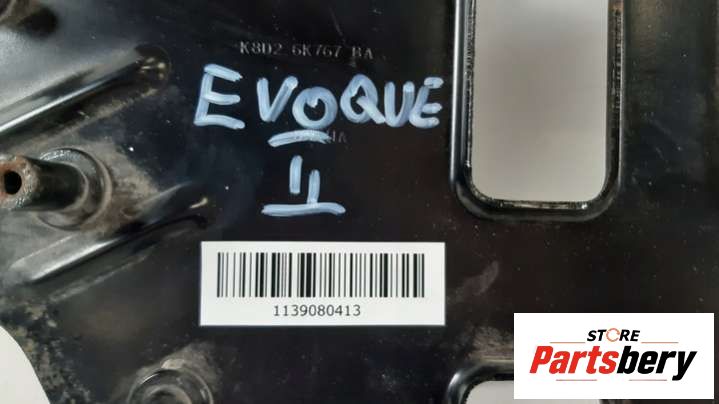 K8D2 6K767 BA
EVOQUE
II
1139080413
STORE
Partsbery